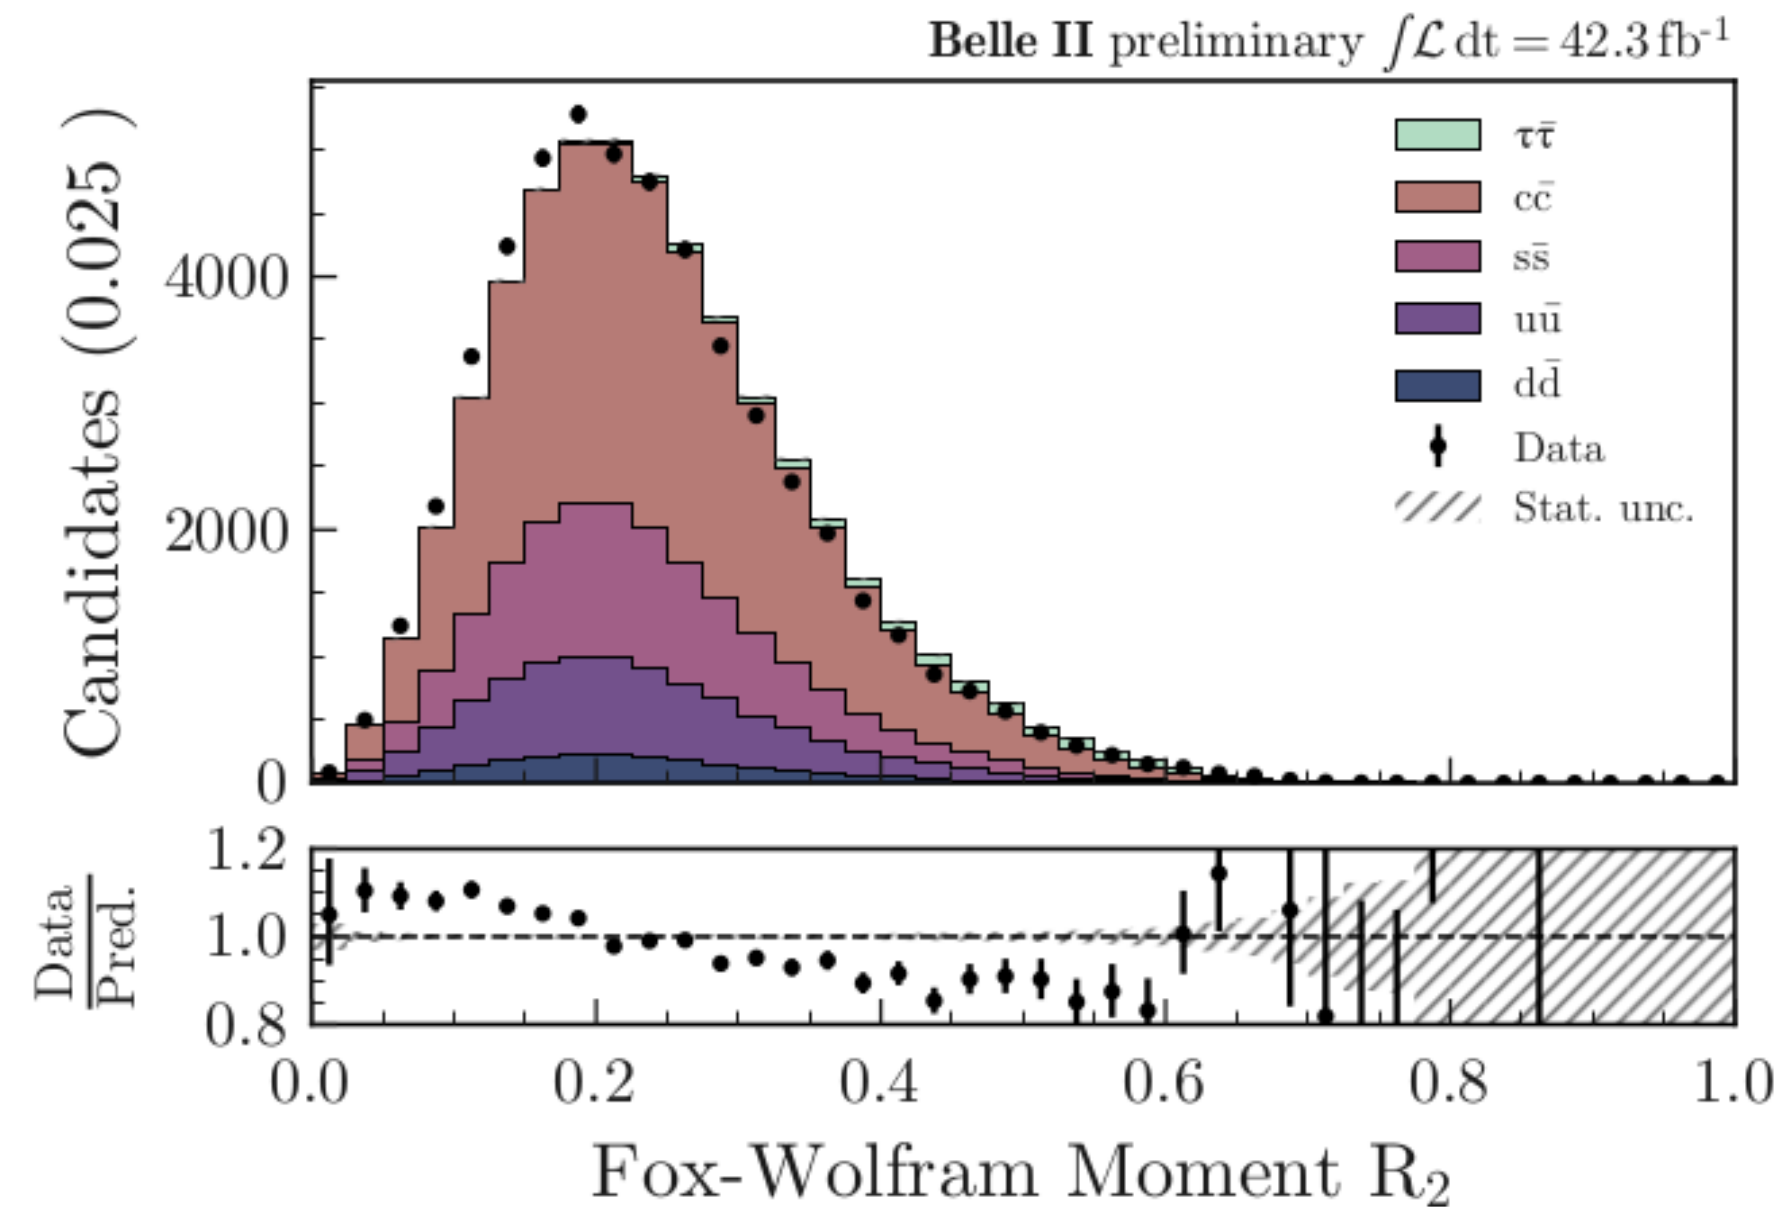 Belle II preliminary ∫ℒ dt = 42.3 fb⁻¹
Candidates (0.025 )
4000
2000
0
ττ̄
cc̄
ss̄
uū
dd̄
Data
Stat. unc.
Data
Pred.
1.2
1.0
0.8
0.0 0.2 0.4 0.6 0.8 1.0
Fox-Wolfram Moment R₂